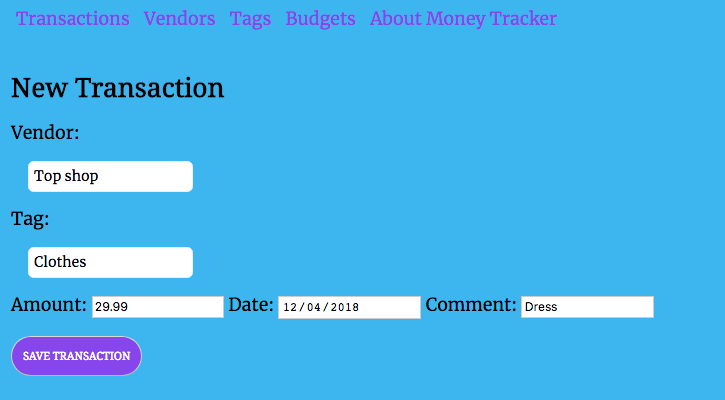 Transactions Vendors Tags Budgets About Money Tracker
New Transaction
Vendor:
Top shop
Tag:
Clothes
Amount: 29.99 Date: 12/04/2018 Comment: Dress
SAVE TRANSACTION